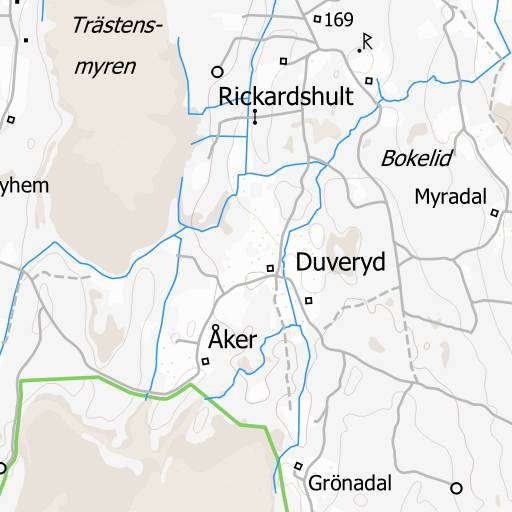 Trästens-
myren
169
Rickardshult
Bokelid
yhem
Myradal
Duveryd
Åker
Grönadal